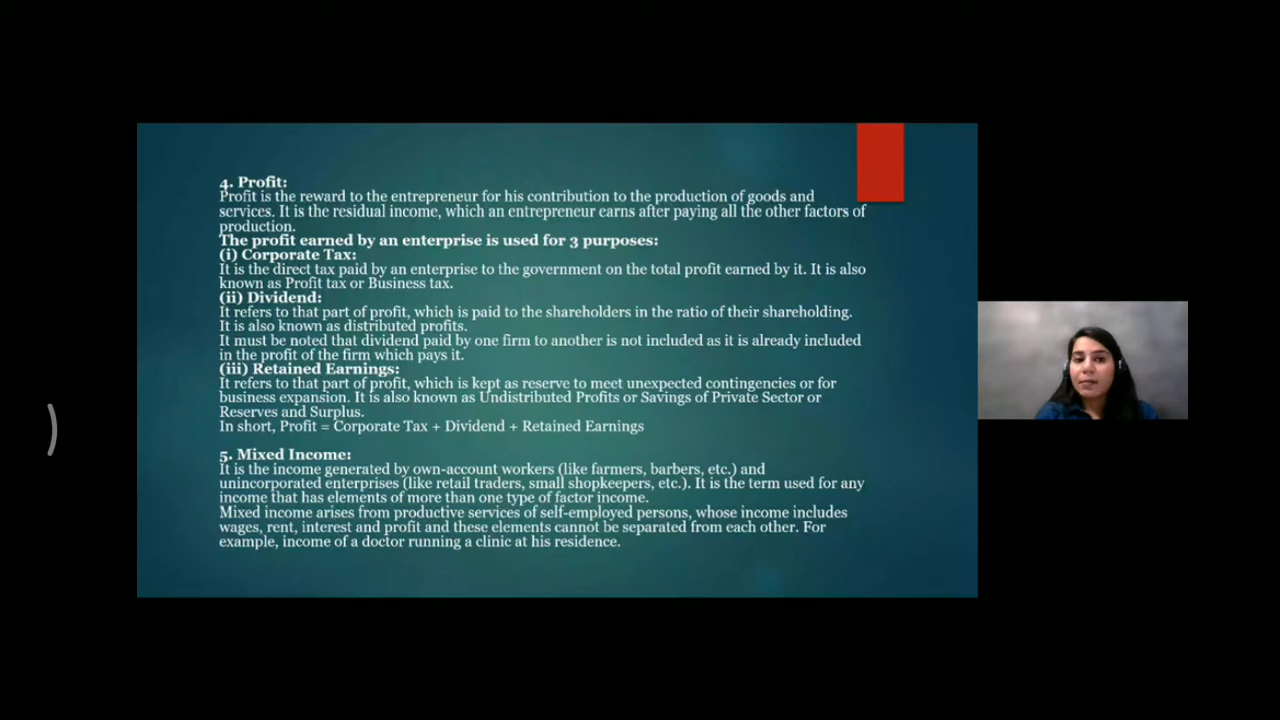 4. Profit:
Profit is the reward to the entrepreneur for his contribution to the production of goods and
services. It is the residual income, which an entrepreneur earns after paying all the other factors of
production.
The profit earned by an enterprise is used for 3 purposes:
(i) Corporate Tax:
It is the direct tax paid by an enterprise to the government on the total profit earned by it. It is also
known as Profit tax or Business tax.
(ii) Dividend:
It refers to that part of profit, which is paid to the shareholders in the ratio of their shareholding.
It is also known as distributed profits.
It must be noted that dividend paid by one firm to another is not included as it is already included
in the profit of the firm which pays it.
(iii) Retained Earnings:
It refers to that part of profit, which is kept as reserve to meet unexpected contingencies or for
business expansion. It is also known as Undistributed Profits or Savings of Private Sector or
Reserves and Surplus.
In short, Profit = Corporate Tax + Dividend + Retained Earnings
5. Mixed Income:
It is the income generated by own-account workers (like farmers, barbers, etc.) and
unincorporated enterprises (like retail traders, small shopkeepers, etc.). It is the term used for any
income that has elements of more than one type of factor income.
Mixed income arises from productive services of self-employed persons, whose income includes
wages, rent, interest and profit and these elements cannot be separated from each other. For
example, income of a doctor running a clinic at his residence.